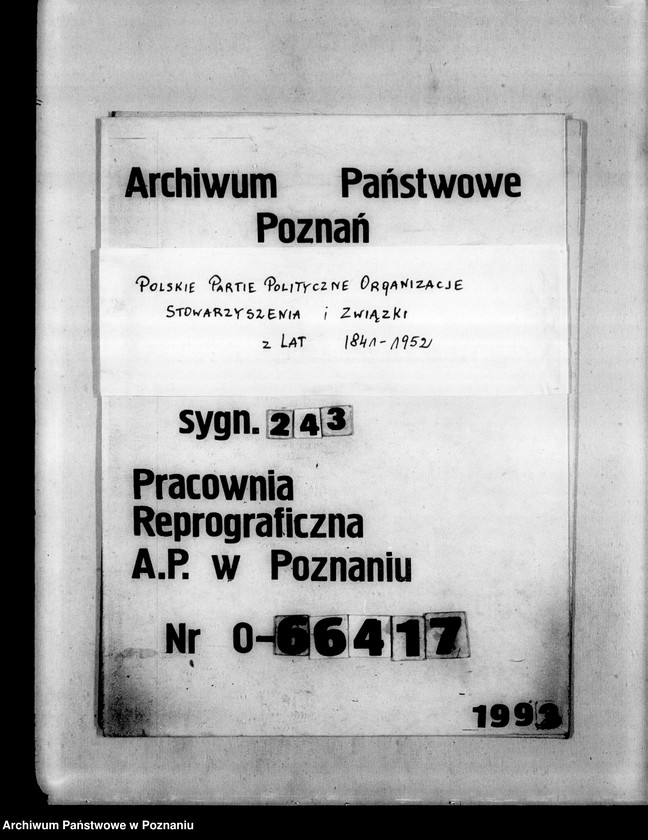 Archiwum Państwowe
Poznań
POLSKIE PARTIE POLITYCZNE ORGANIZACJE
STOWARZYSZENIA i ZWIĄZKI
z LAT 1841-1952
sygn. 243
Pracownia
Reprograficzna
A.P. w Poznaniu
Nr 0-66417
1993
Archiwum Państwowe w Poznaniu